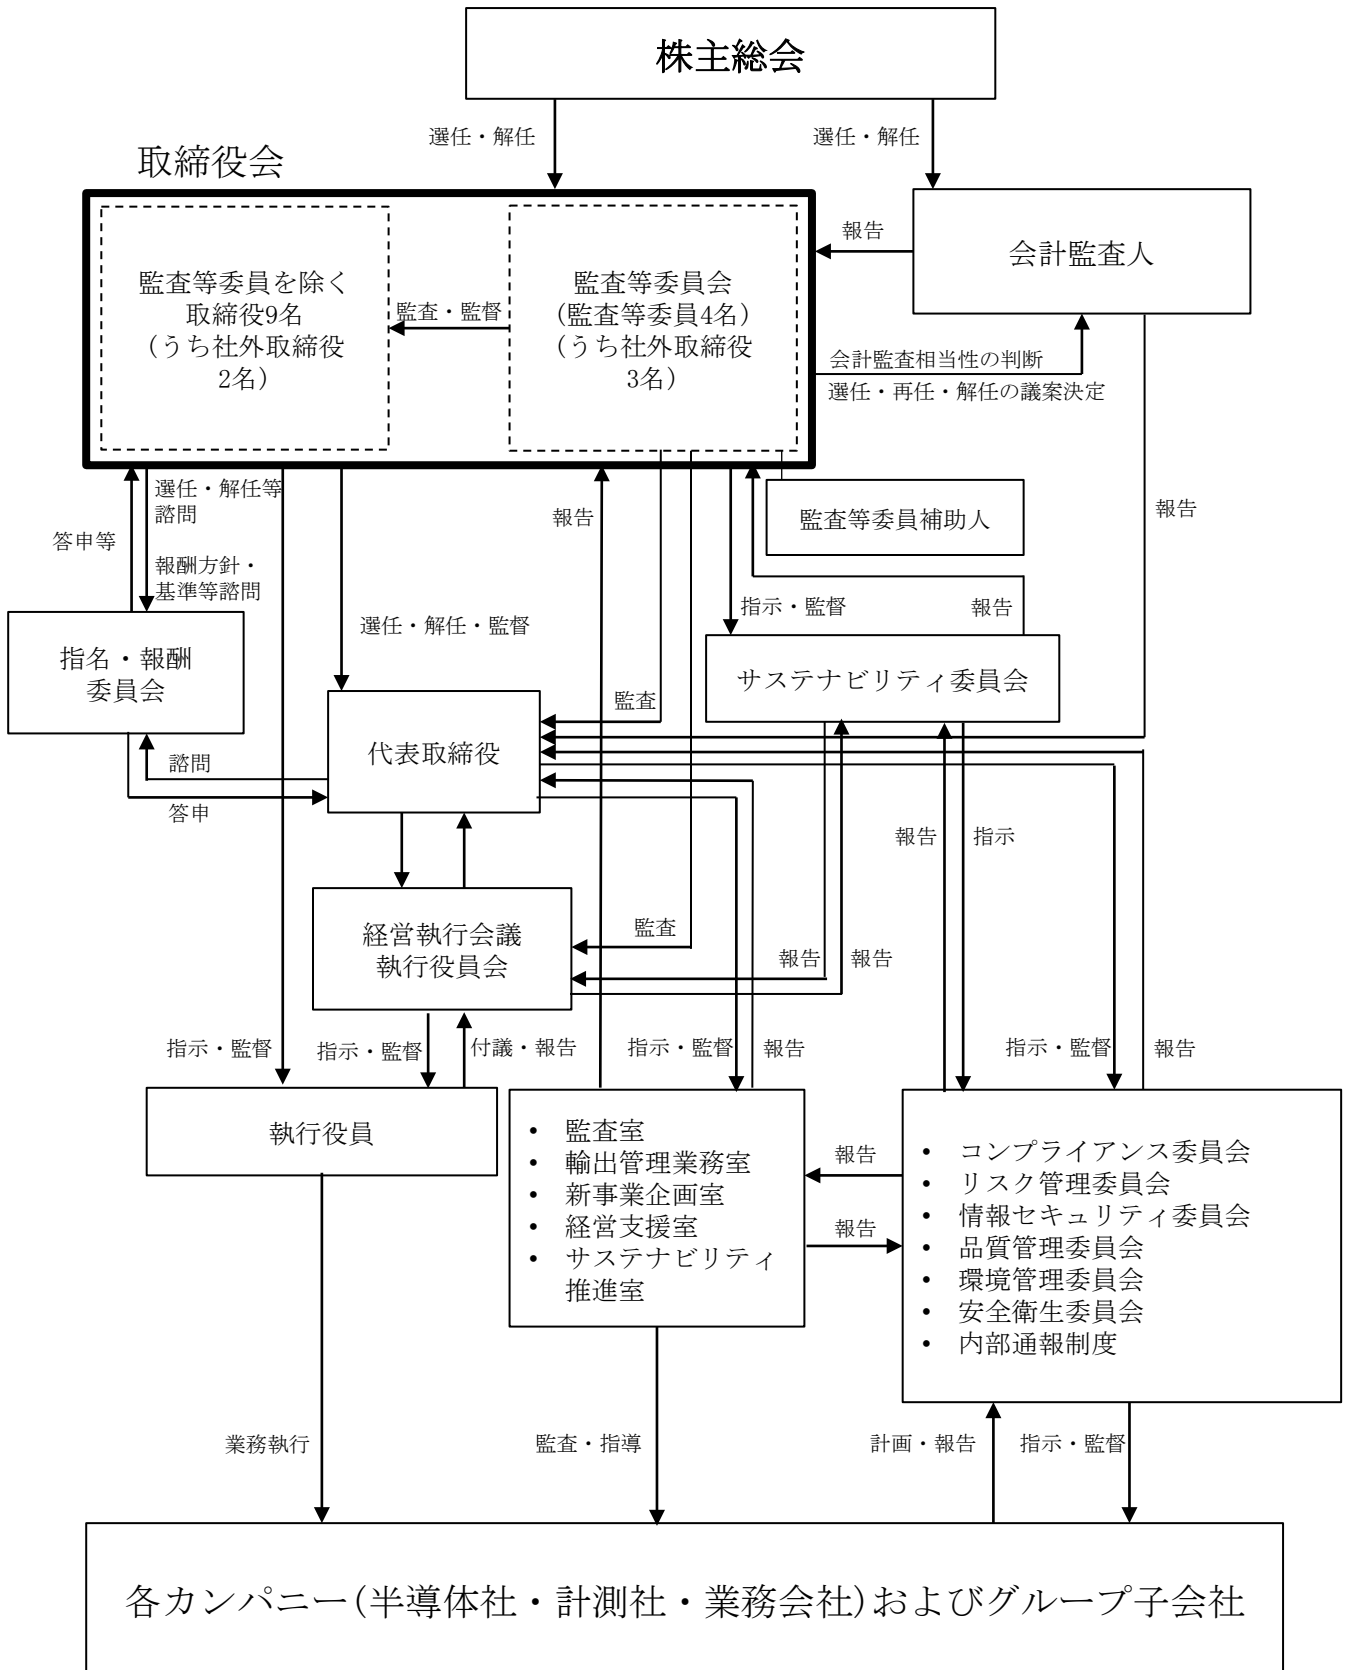 株主総会
選任・解任
選任・解任
取締役会
監査等委員を除く
取締役9名
(うち社外取締役
2名)
監査・監督
監査等委員会
(監査等委員4名)
(うち社外取締役
3名)
報告
会計監査人
会計監査相当性の判断
選任・再任・解任の議案決定
選任・解任等
諮問
答申等
報酬方針・
基準等諮問
報告
監査等委員補助人
報告
指名・報酬
委員会
選任・解任・監督
指示・監督
報告
サステナビリティ委員会
監査
代表取締役
諮問
答申
報告
指示
経営執行会議
執行役員会
監査
報告
報告
指示・監督
指示・監督
付議・報告
指示・監督
報告
指示・監督
報告
執行役員
• 監査室
• 輸出管理業務室
• 新事業企画室
• 経営支援室
• サステナビリティ
推進室
報告
報告
• コンプライアンス委員会
• リスク管理委員会
• 情報セキュリティ委員会
• 品質管理委員会
• 環境管理委員会
• 安全衛生委員会
• 内部通報制度
業務執行
監査・指導
計画・報告
指示・監督
各カンパニー(半導体社・計測社・業務会社)およびグループ子会社